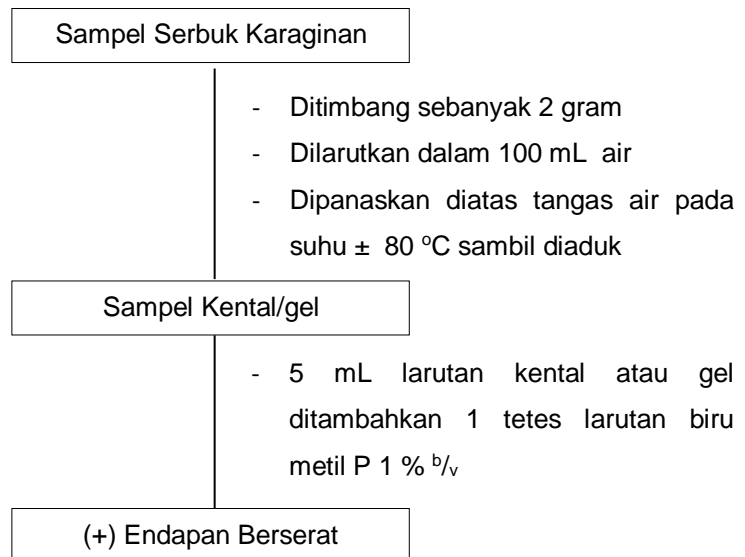 Sampel Serbuk Karaginan
- Ditimbang sebanyak 2 gram
- Dilarutkan dalam 100 mL air
- Dipanaskan diatas tangas air pada
suhu ± 80 ⁰C sambil diaduk
Sampel Kental/gel
- 5 mL larutan kental atau gel
ditambahkan 1 tetes larutan biru
metil P 1 % ᵇ/ᵥ
(+) Endapan Berserat